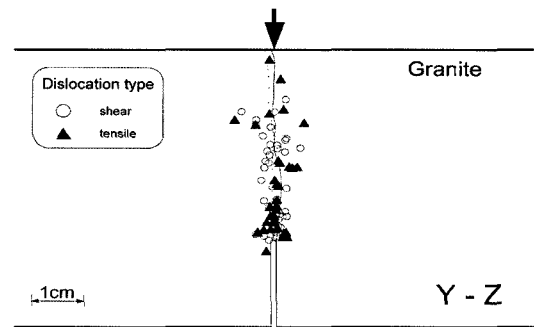 Granite
Dislocation type
shear
tensile
1cm
Y - Z